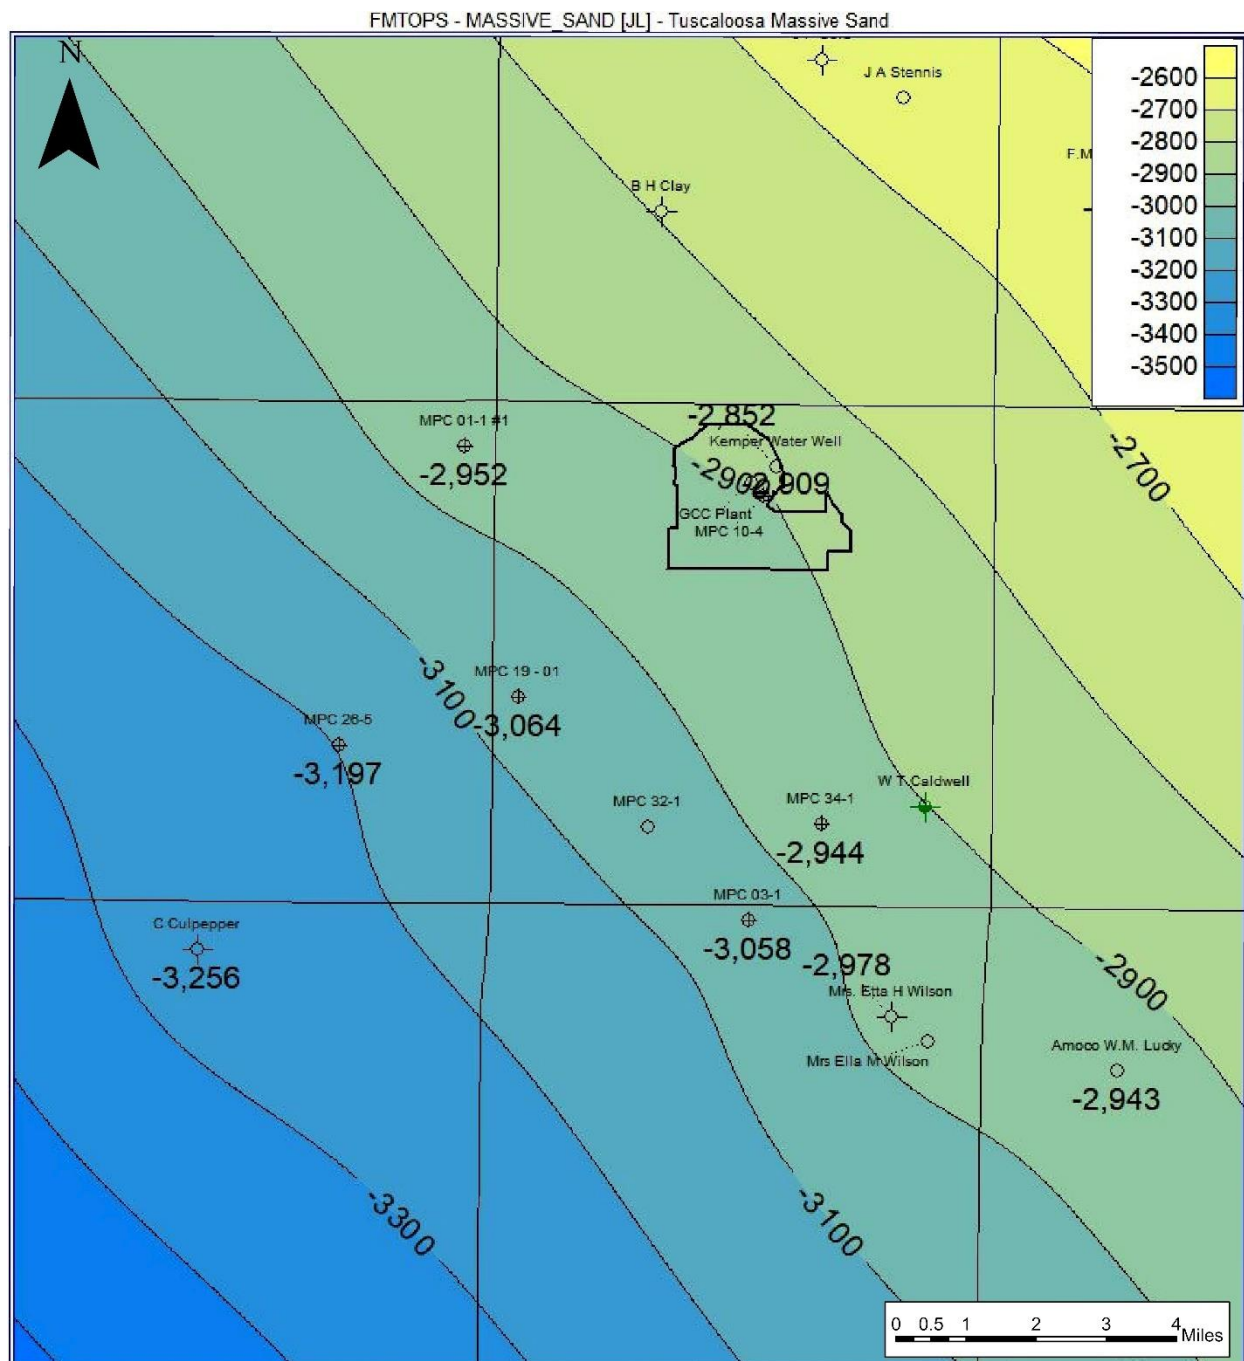 FMTOPS - MASSIVE_SAND [JL] - Tuscaloosa Massive Sand
N
J A Stennis
-2600
-2700
-2800
-2900
-3000
-3100
-3200
-3300
-3400
-3500
F.M
B H Clay
MPC 01-1 #1
-2,952
-2,852
Kemper Water Well
-2900
-2,909
GCC Plant
MPC 10-4
-2700
-3100
MPC 19 - 01
-3,064
MPC 26-5
-3,197
MPC 32-1
MPC 34-1
-2,944
W T Caldwell
C Culpepper
-3,256
MPC 03-1
-3,058
-2,978
Mrs. Etta H Wilson
Mrs Ella M Wilson
-2900
Amoco W.M. Lucky
-2,943
-3300
-3100
0 0.5 1 2 3 4
Miles